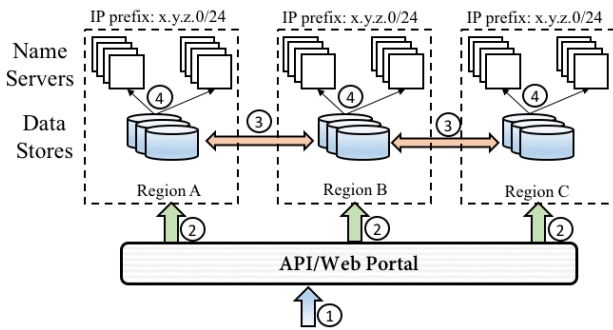 IP prefix: x.y.z.0/24 IP prefix: x.y.z.0/24 IP prefix: x.y.z.0/24
Name
Servers
4 4 4
Data
Stores
3 3
Region A Region B Region C
2 2 2
API/Web Portal
1